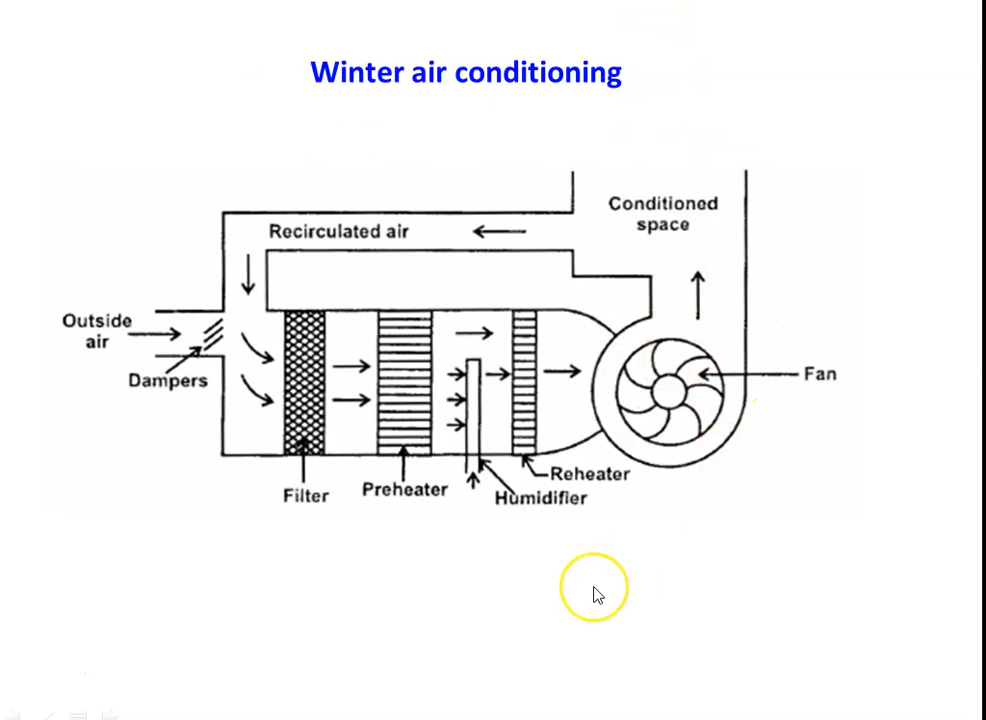 Winter air conditioning
Conditioned
space
Recirculated air
Outside
air
Dampers
Fan
Filter
Preheater
Reheater
Humidifier